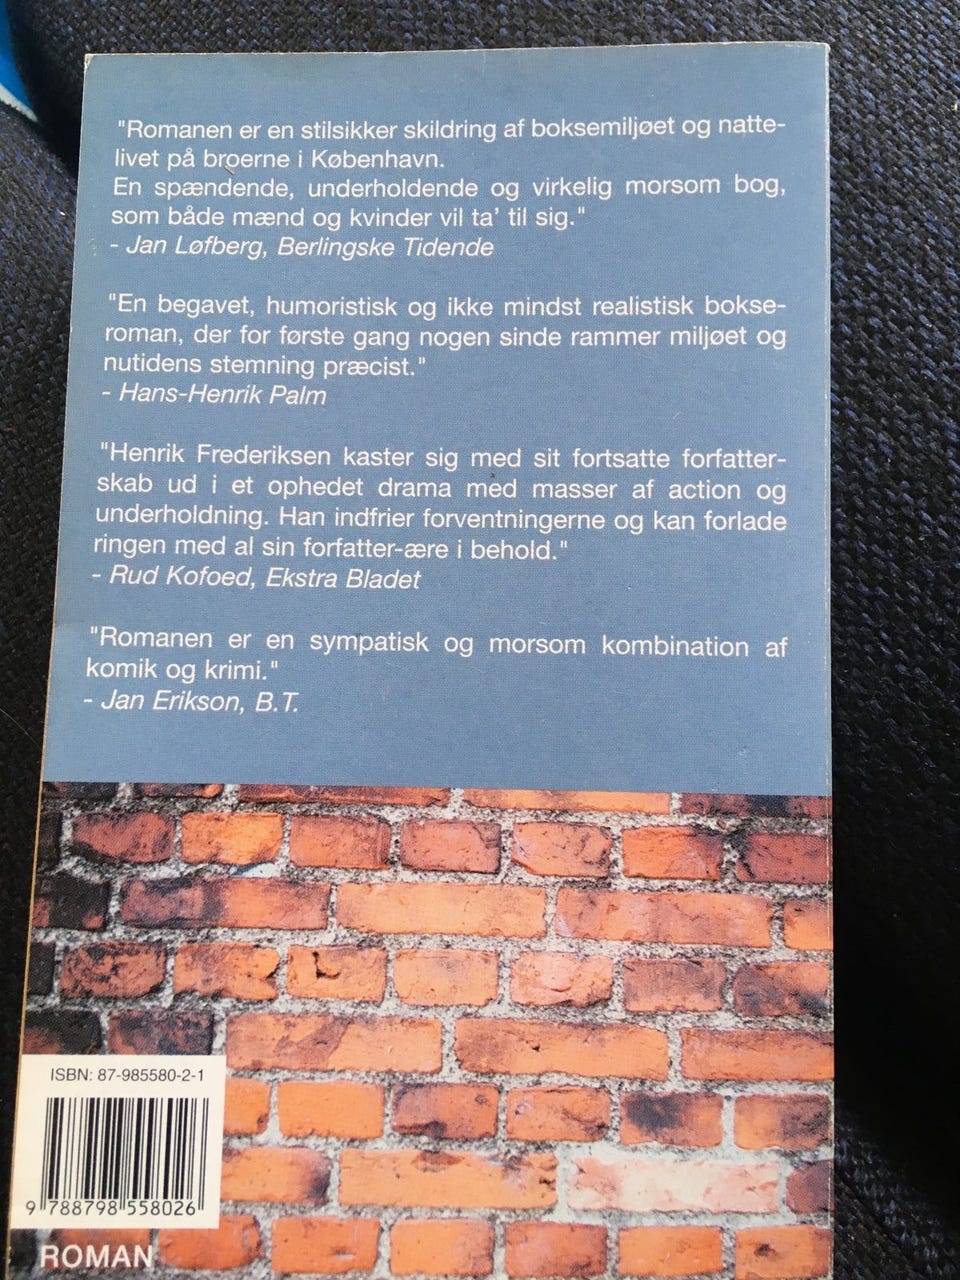 "Romanen er en stilsikker skildring af boksemiljøet og natte-
livet på broerne i København.
En spændende, underholdende og virkelig morsom bog,
som både mænd og kvinder vil ta' til sig."
- Jan Løfberg, Berlingske Tidende
"En begavet, humoristisk og ikke mindst realistisk bokse-
roman, der for første gang nogen sinde rammer miljøet og
nutidens stemning præcist."
- Hans-Henrik Palm
"Henrik Frederiksen kaster sig med sit fortsatte forfatter-
skab ud i et ophedet drama med masser af action og
underholdning. Han indfrier forventningerne og kan forlade
ringen med al sin forfatter-ære i behold."
- Rud Kofoed, Ekstra Bladet
"Romanen er en sympatisk og morsom kombination af
komik og krimi."
- Jan Erikson, B.T.
ISBN: 87-985580-2-1
9 788798 558026
ROMAN